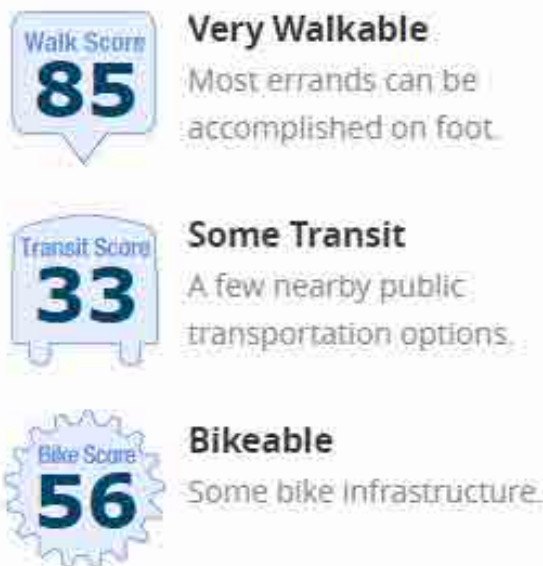 Walk Score
85
Very Walkable
Most errands can be
accomplished on foot.
Transit Score
33
Some Transit
A few nearby public
transportation options.
Bike Score
56
Bikeable
Some bike infrastructure.